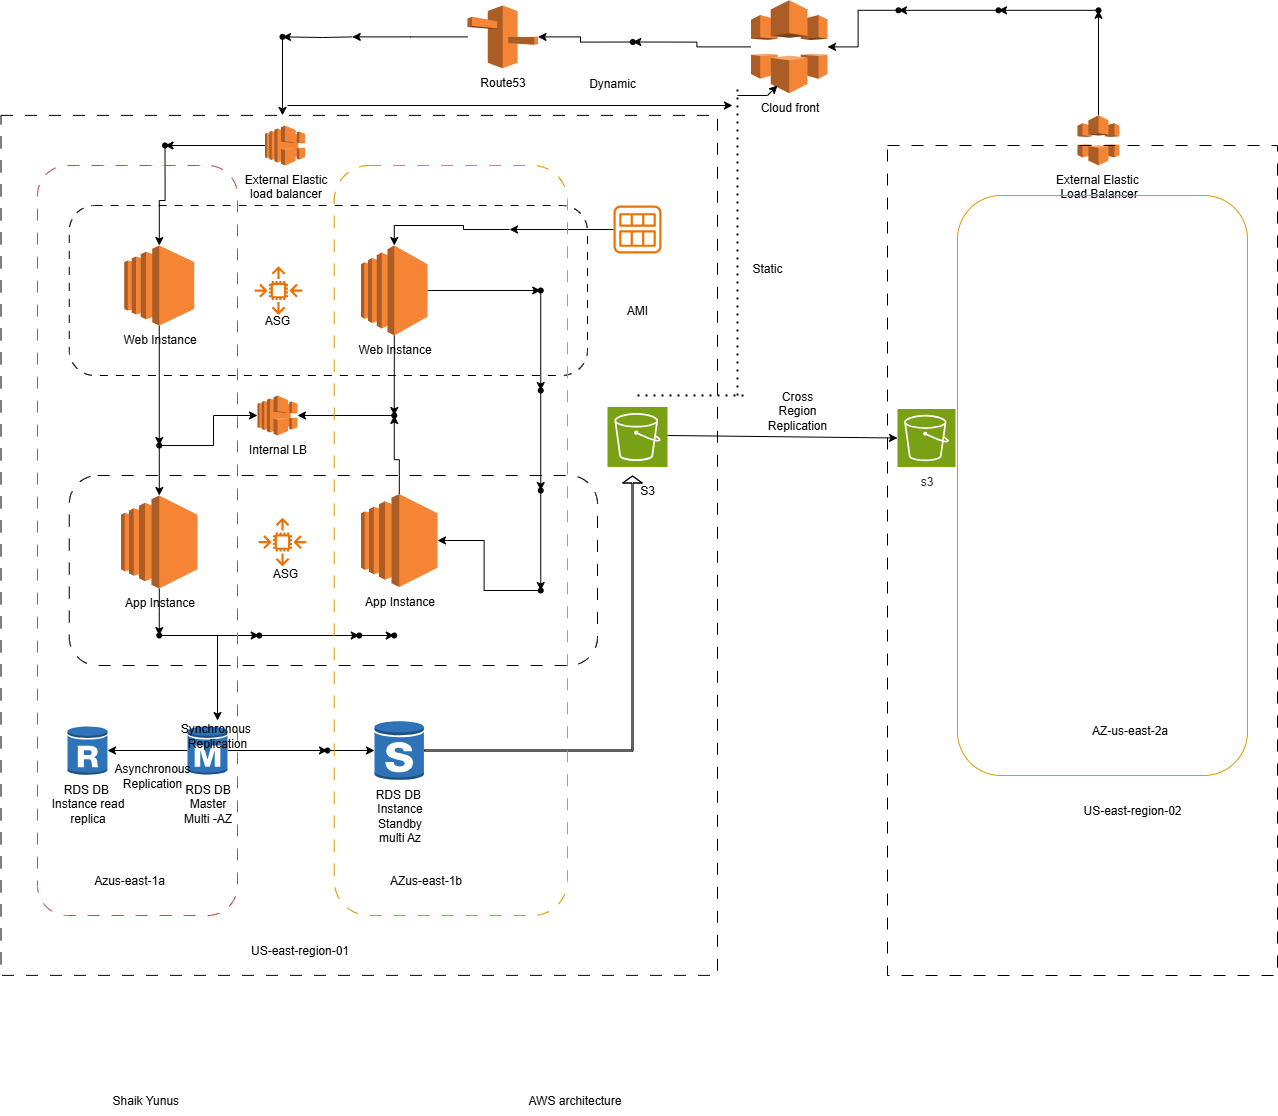 Route53
Dynamic
Cloud front
External Elastic
load balancer
External Elastic
Load Balancer
Static
AMI
ASG
Web Instance
Web Instance
Cross
Region
Replication
Internal LB
S3
s3
ASG
App Instance
App Instance
Synchronous
Replication
R
M
S
Asynchronous
Replication
RDS DB
Instance read
replica
RDS DB
Master
Multi -AZ
RDS DB
Instance
Standby
multi Az
AZ-us-east-2a
US-east-region-02
Azus-east-1a
AZus-east-1b
US-east-region-01
Shaik Yunus
AWS architecture